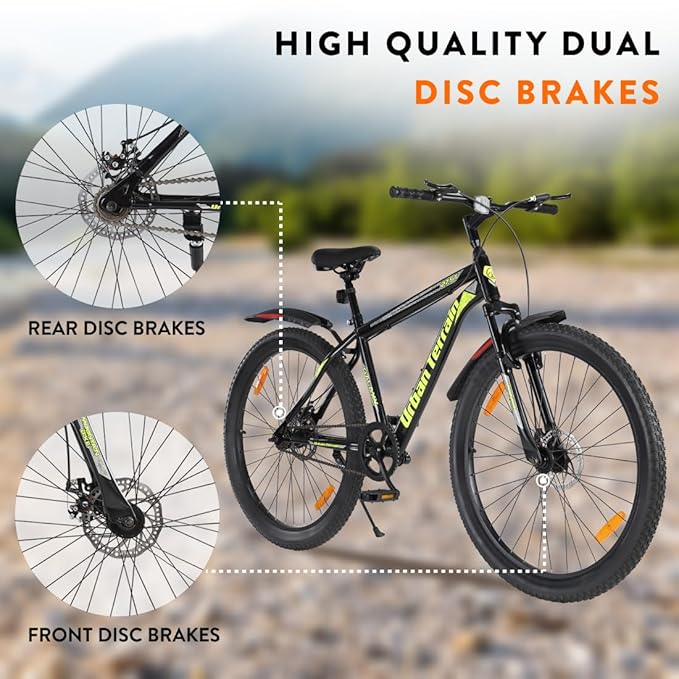 HIGH QUALITY DUAL
DISC BRAKES
REAR DISC BRAKES
Urban Terrain
FRONT DISC BRAKES